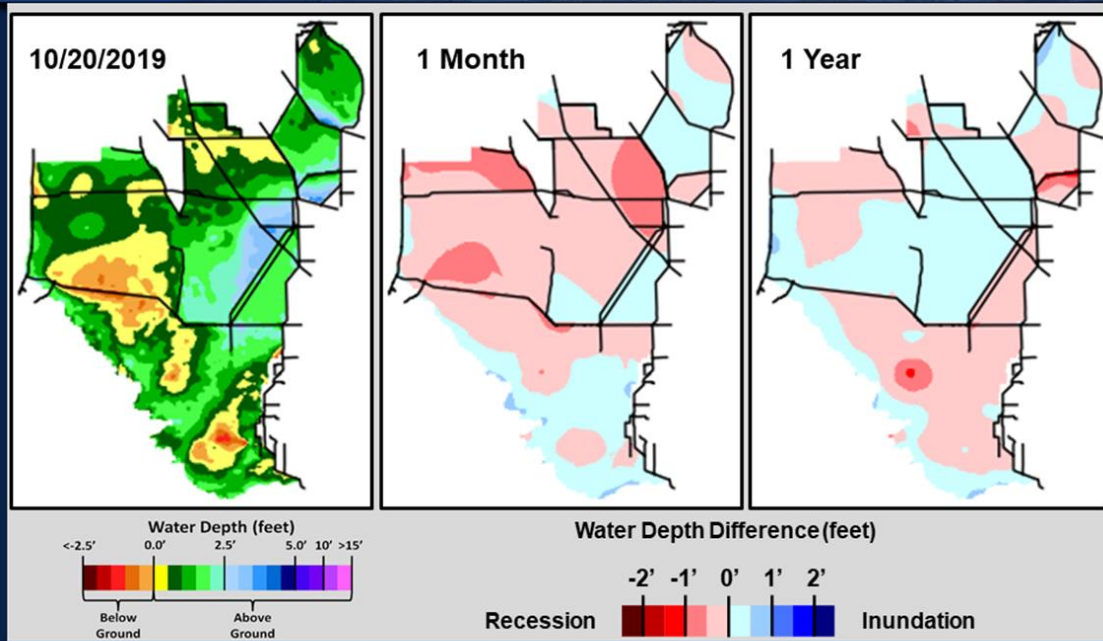 10/20/2019
1 Month
1 Year
Water Depth (feet)
<-2.5' 0.0' 2.5' 5.0' 10' >15'
Below Ground
Above Ground
Water Depth Difference (feet)
-2' -1' 0' 1' 2'
Recession
Inundation